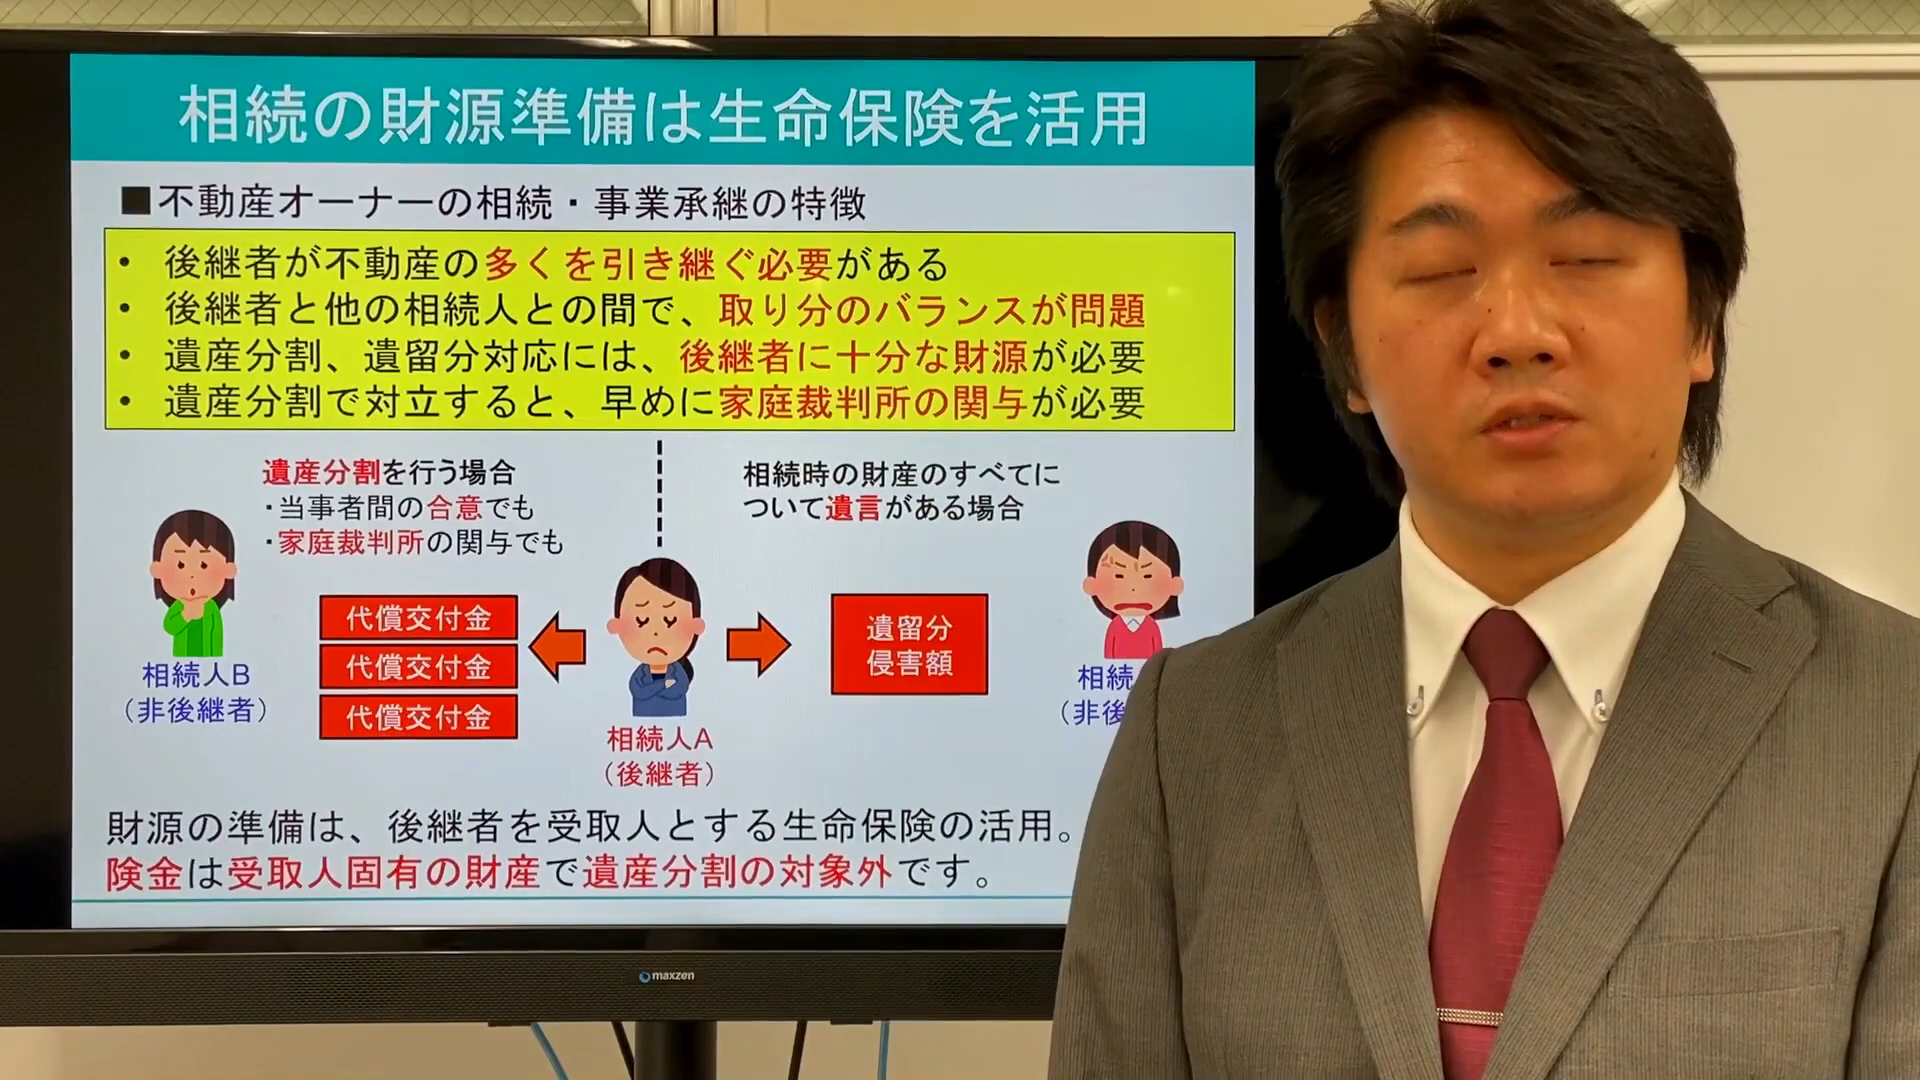 相続の財源準備は生命保険を活用
■不動産オーナーの相続・事業承継の特徴
• 後継者が不動産の多くを引き継ぐ必要がある
• 後継者と他の相続人との間で、取り分のバランスが問題
• 遺産分割、遺留分対応には、後継者に十分な財源が必要
• 遺産分割で対立すると、早めに家庭裁判所の関与が必要
遺産分割を行う場合
・当事者間の合意でも
・家庭裁判所の関与でも
相続時の財産のすべてに
ついて遺言がある場合
代償交付金
代償交付金
代償交付金
遺留分
侵害額
相続人B
（非後継者）
相続人A
（後継者）
相続
（非後
財源の準備は、後継者を受取人とする生命保険の活用。
険金は受取人固有の財産で遺産分割の対象外です。
maxzen